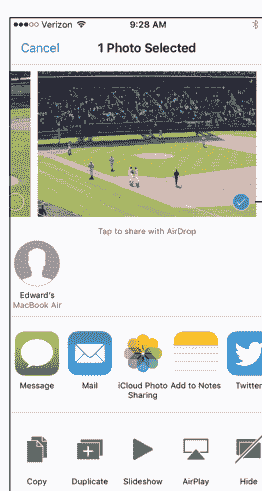 Verizon 9:28 AM
Cancel 1 Photo Selected
Tap to share with AirDrop
Edward's
MacBook Air
Message Mail iCloud Photo Sharing Add to Notes Twitter
Copy Duplicate Slideshow AirPlay Hide